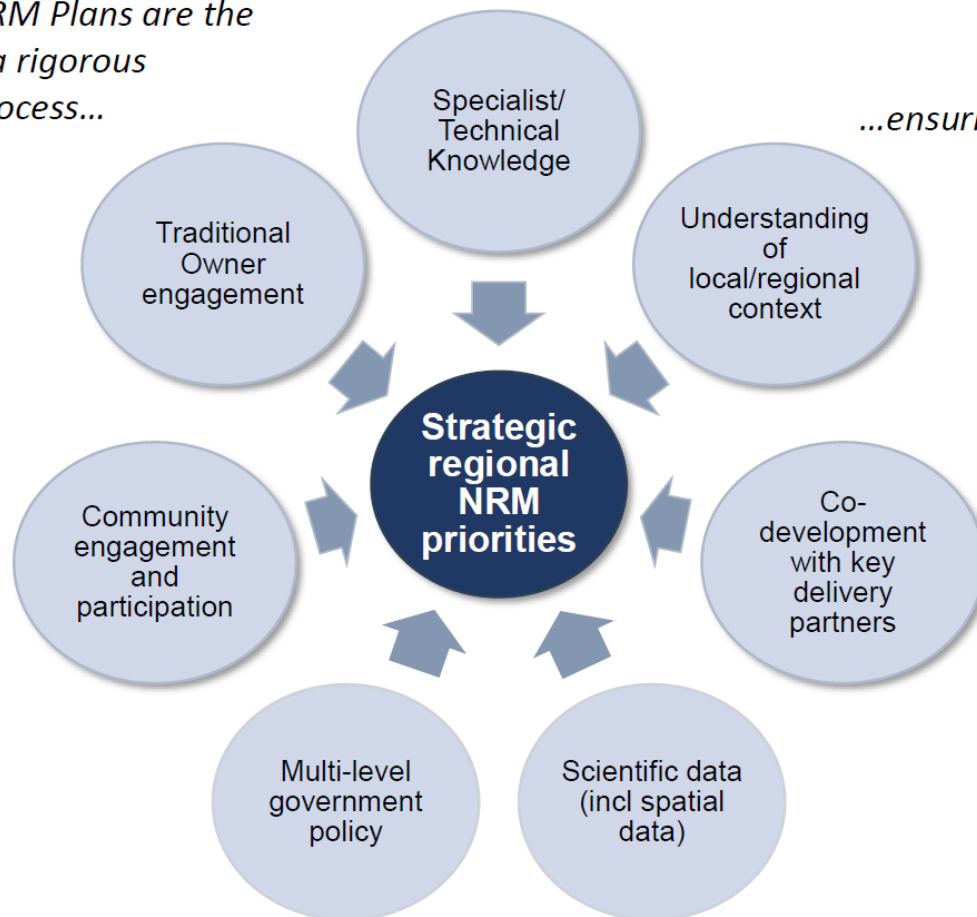 RM Plans are the
a rigorous
ocess...
...ensuri
Specialist/
Technical
Knowledge
Traditional
Owner
engagement
Understanding
of
local/regional
context
Strategic
regional
NRM
priorities
Community
engagement
and
participation
Co-
development
with key
delivery
partners
Multi-level
government
policy
Scientific data
(incl spatial
data)